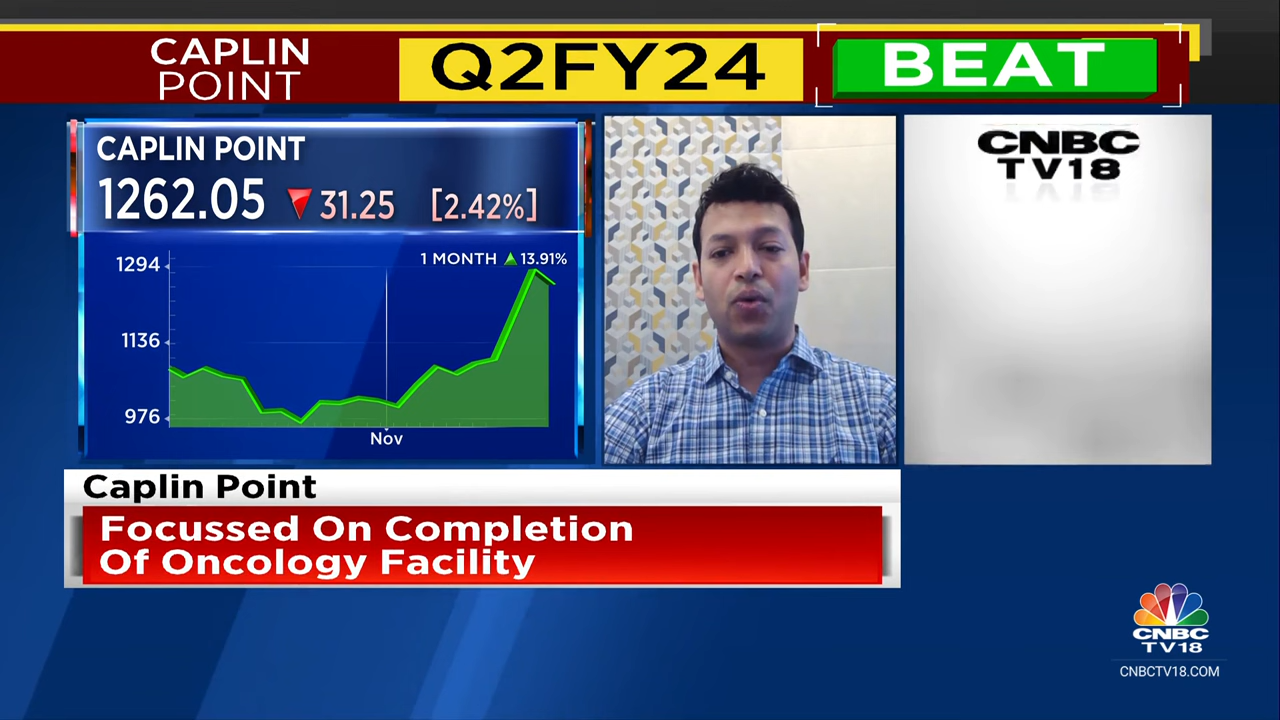 CAPLIN
POINT
Q2FY24
BEAT
CAPLIN POINT
1262.05 ▼ 31.25 [2.42%]
1 MONTH ▲ 13.91%
1294
1136
976
Nov
CNBC
TV18
Caplin Point
Focussed On Completion
Of Oncology Facility
CNBC
TV18
CNBCTV18.COM